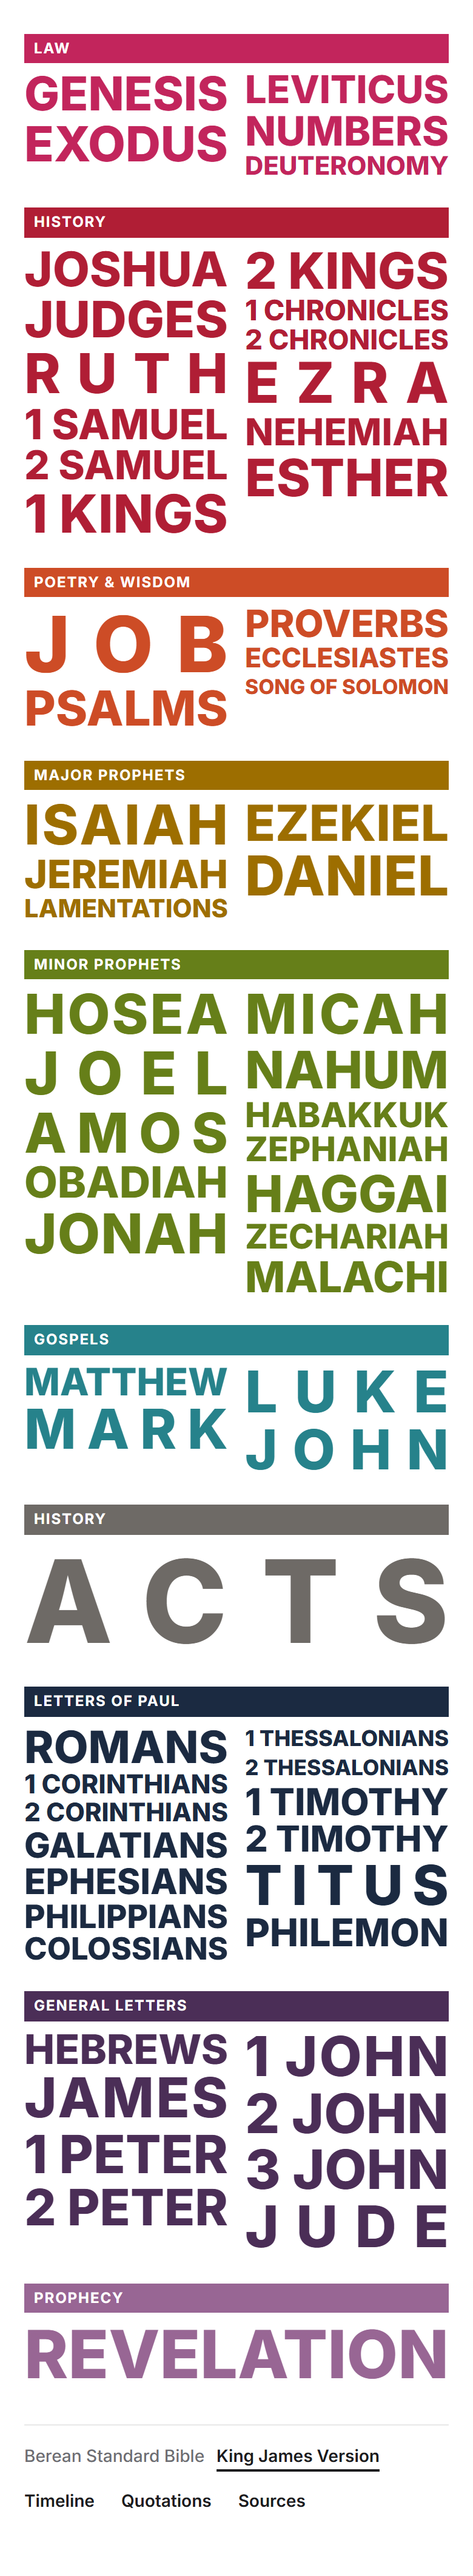 LAW
GENESIS
EXODUS
LEVITICUS
NUMBERS
DEUTERONOMY
HISTORY
JOSHUA
JUDGES
RUTH
1 SAMUEL
2 SAMUEL
1 KINGS
2 KINGS
1 CHRONICLES
2 CHRONICLES
EZRA
NEHEMIAH
ESTHER
POETRY & WISDOM
JOB
PSALMS
PROVERBS
ECCLESIASTES
SONG OF SOLOMON
MAJOR PROPHETS
ISAIAH
JEREMIAH
LAMENTATIONS
EZEKIEL
DANIEL
MINOR PROPHETS
HOSEA
JOEL
AMOS
OBADIAH
JONAH
MICAH
NAHUM
HABAKKUK
ZEPHANIAH
HAGGAI
ZECHARIAH
MALACHI
GOSPELS
MATTHEW
MARK
LUKE
JOHN
HISTORY
ACTS
LETTERS OF PAUL
ROMANS
1 CORINTHIANS
2 CORINTHIANS
GALATIANS
EPHESIANS
PHILIPPIANS
COLOSSIANS
1 THESSALONIANS
2 THESSALONIANS
1 TIMOTHY
2 TIMOTHY
TITUS
PHILEMON
GENERAL LETTERS
HEBREWS
JAMES
1 PETER
2 PETER
1 JOHN
2 JOHN
3 JOHN
JUDE
PROPHECY
REVELATION
Berean Standard Bible King James Version
Timeline Quotations Sources